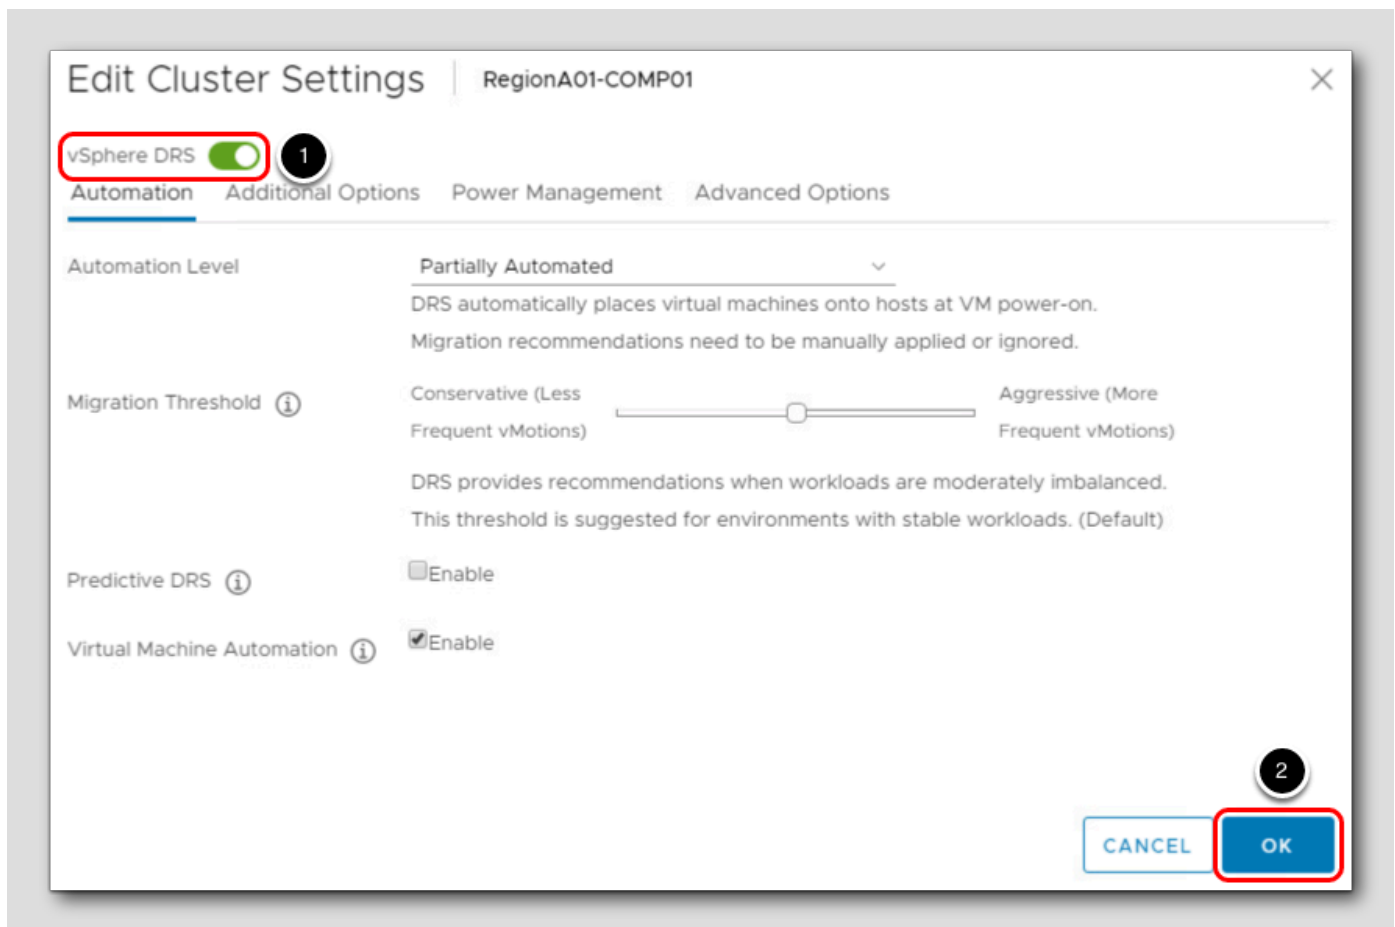 Edit Cluster Settings RegionA01-COMP01
vSphere DRS 1
Automation Additional Options Power Management Advanced Options
Automation Level Partially Automated
DRS automatically places virtual machines onto hosts at VM power-on.
Migration recommendations need to be manually applied or ignored.
Migration Threshold Conservative (Less
Frequent vMotions)
Aggressive (More
Frequent vMotions)
DRS provides recommendations when workloads are moderately imbalanced.
This threshold is suggested for environments with stable workloads. (Default)
Predictive DRS Enable
Virtual Machine Automation Enable
2
CANCEL OK